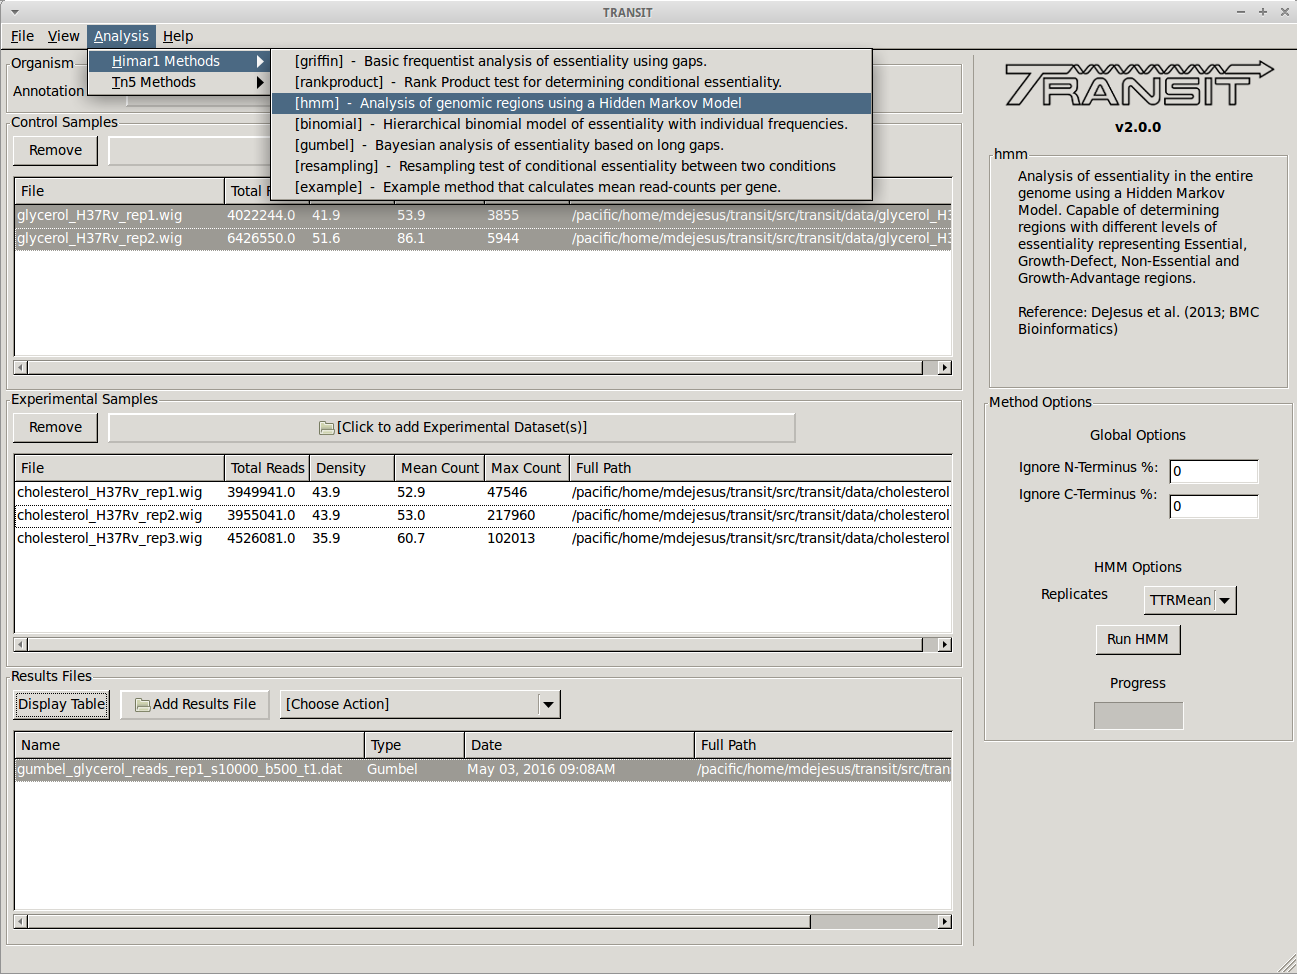 TRANSIT
File View Analysis Help
Organism
Annotation
Himar1 Methods
Tn5 Methods
[griffin] - Basic frequentist analysis of essentiality using gaps.
[rankproduct] - Rank Product test for determining conditional essentiality.
[hmm] - Analysis of genomic regions using a Hidden Markov Model
[binomial] - Hierarchical binomial model of essentiality with individual frequencies.
[gumbel] - Bayesian analysis of essentiality based on long gaps.
[resampling] - Resampling test of conditional essentiality between two conditions
[example] - Example method that calculates mean read-counts per gene.
Control Samples
Remove
File Total
glycerol_H37Rv_rep1.wig 4022244.0 41.9 53.9 3855 /pacific/home/mdejesus/transit/src/transit/data/glycerol_H3
glycerol_H37Rv_rep2.wig 6426550.0 51.6 86.1 5944 /pacific/home/mdejesus/transit/src/transit/data/glycerol_H3
Experimental Samples
Remove [Click to add Experimental Dataset(s)]
File Total Reads Density Mean Count Max Count Full Path
cholesterol_H37Rv_rep1.wig 3949941.0 43.9 52.9 47546 /pacific/home/mdejesus/transit/src/transit/data/cholesterol
cholesterol_H37Rv_rep2.wig 3955041.0 43.9 53.0 217960 /pacific/home/mdejesus/transit/src/transit/data/cholesterol
cholesterol_H37Rv_rep3.wig 4526081.0 35.9 60.7 102013 /pacific/home/mdejesus/transit/src/transit/data/cholesterol
Results Files
Display Table Add Results File [Choose Action]
Name Type Date Full Path
gumbel_glycerol_reads_rep1_s10000_b500_t1.dat Gumbel May 03, 2016 09:08AM /pacific/home/mdejesus/transit/src/tran
TRANSIT
v2.0.0
hmm
Analysis of essentiality in the entire
genome using a Hidden Markov
Model. Capable of determining
regions with different levels of
essentiality representing Essential,
Growth-Defect, Non-Essential and
Growth-Advantage regions.
Reference: DeJesus et al. (2013; BMC
Bioinformatics)
Method Options
Global Options
Ignore N-Terminus %: 0
Ignore C-Terminus %: 0
HMM Options
Replicates TTRMean
Run HMM
Progress